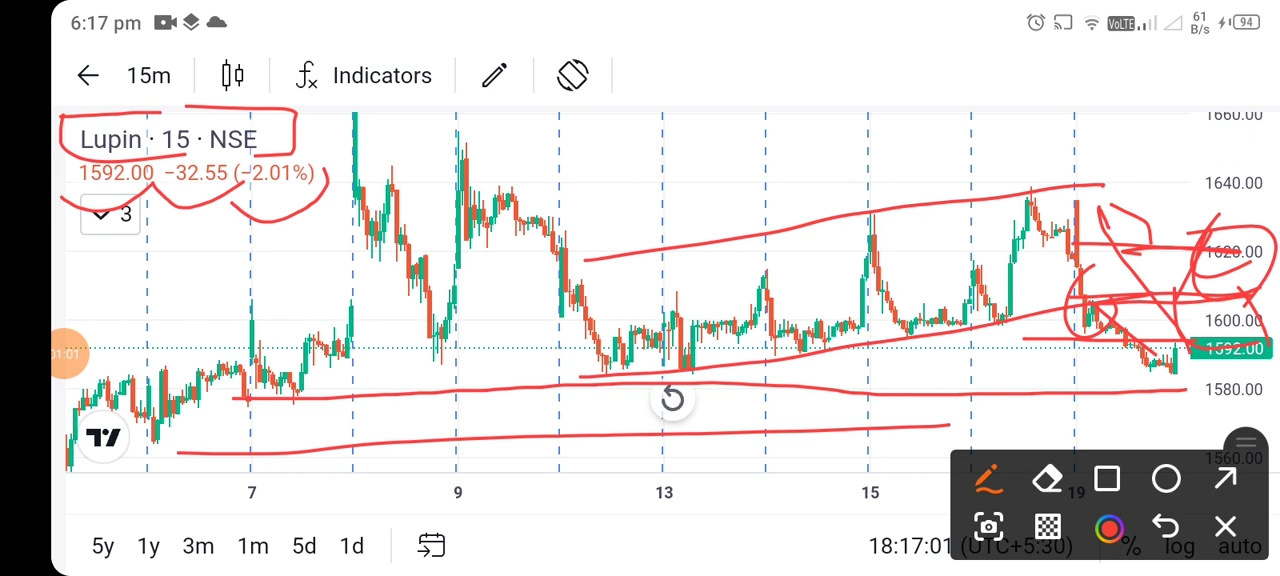 6:17 pm VoLTE 61 B/s 94
15m Indicators
Lupin · 15 · NSE
1592.00 −32.55 (−2.01%)
3
1660.00
1640.00
1620.00
1600.00
1592.00
1580.00
1560.00
01:01
7 9 13 15 19
5y 1y 3m 1m 5d 1d 18:17:01 (UTC+5:30) % log auto